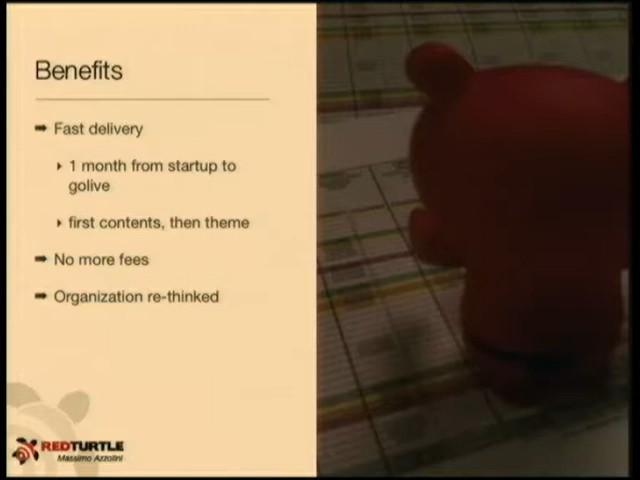 Benefits
Fast delivery
1 month from startup to
golive
first contents, then theme
No more fees
Organization re-thinked
REDTURTLE
Massimo Azzolini